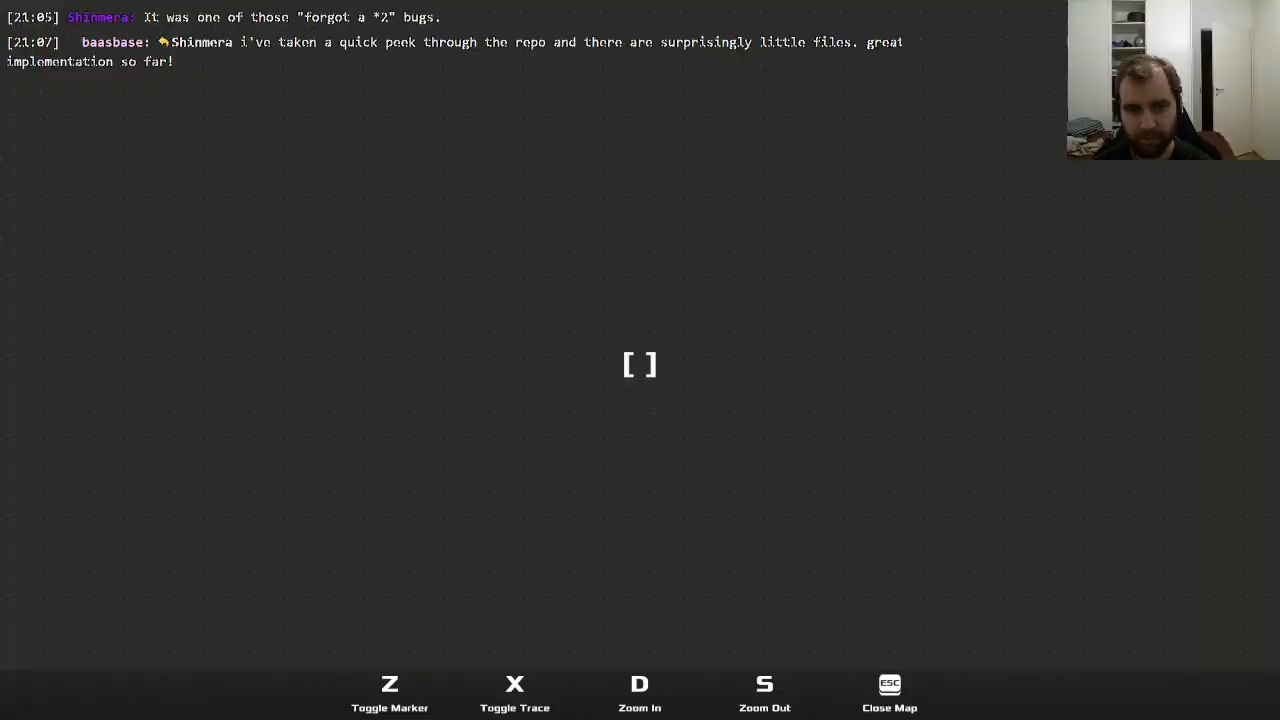 [21:05] Shinmera: It was one of those "forgot a *2" bugs.
[21:07] baasbase: Shinmera i've taken a quick peek through the repo and there are surprisingly little files. great
implementation so far!
[ ]
Z X D S ESC
Toggle Marker Toggle Trace Zoom In Zoom Out Close Map